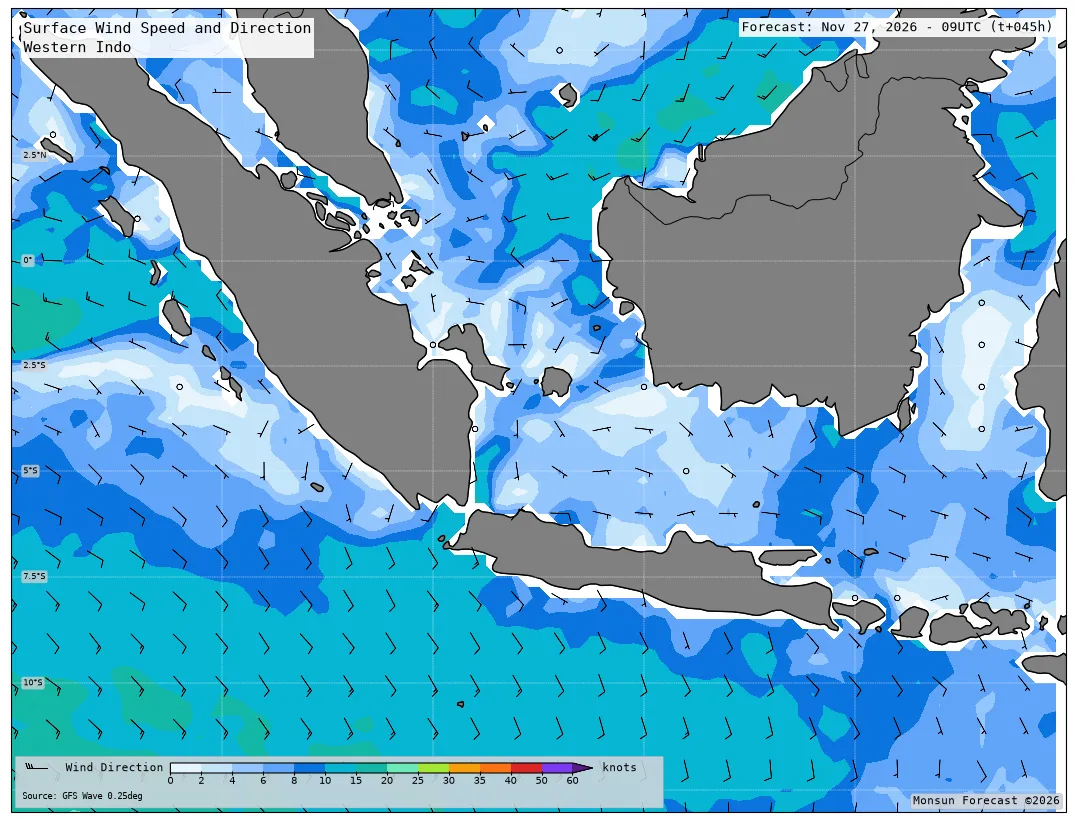 Surface Wind Speed and Direction
Western Indo
Forecast: Nov 27, 2026 - 09UTC (t+045h)
2.5°N
0°
2.5°S
5°S
7.5°S
10°S
Wind Direction
0 2 4 6 8 10 15 20 25 30 35 40 50 60
knots
Source: GFS Wave 0.25deg
Monsun Forecast ©2026